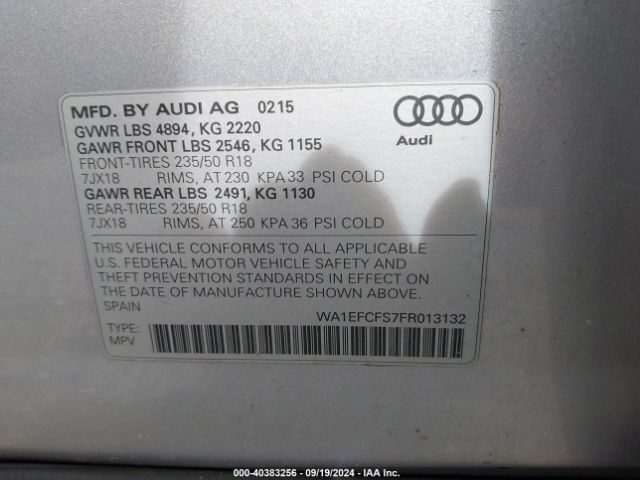 MFD. BY AUDI AG 0215
GVWR LBS 4894, KG 2220
GAWR FRONT LBS 2546, KG 1155
FRONT-TIRES 235/50 R18
7JX18 RIMS, AT 230 KPA 33 PSI COLD
GAWR REAR LBS 2491, KG 1130
REAR-TIRES 235/50 R18
7JX18 RIMS, AT 250 KPA 36 PSI COLD
Audi
THIS VEHICLE CONFORMS TO ALL APPLICABLE
U.S. FEDERAL MOTOR VEHICLE SAFETY AND
THEFT PREVENTION STANDARDS IN EFFECT ON
THE DATE OF MANUFACTURE SHOWN ABOVE.
SPAIN
WA1EFCFS7FR013132
TYPE:
MPV
000-40383256 - 09/19/2024 - IAA Inc.